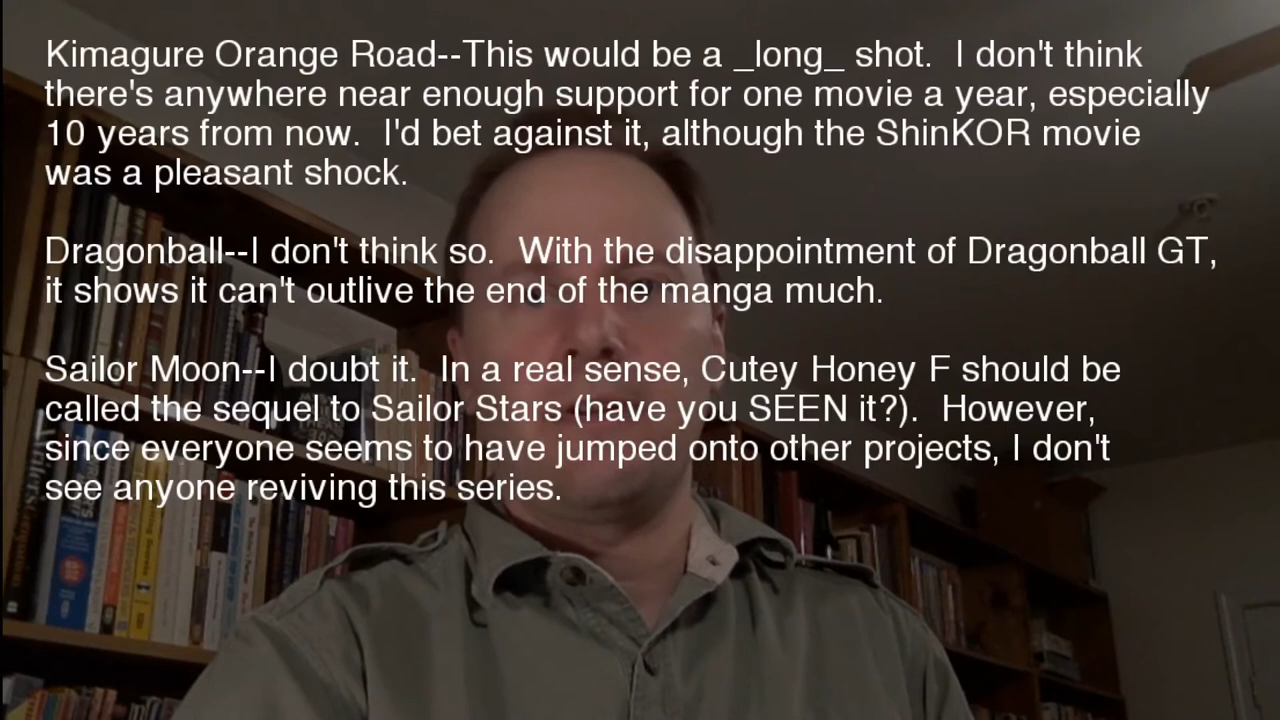 Kimagure Orange Road--This would be a _long_ shot.  I don't think
there's anywhere near enough support for one movie a year, especially
10 years from now.  I'd bet against it, although the ShinKOR movie
was a pleasant shock.
Dragonball--I don't think so.  With the disappointment of Dragonball GT,
it shows it can't outlive the end of the manga much.
Sailor Moon--I doubt it.  In a real sense, Cutey Honey F should be
called the sequel to Sailor Stars (have you SEEN it?).  However,
since everyone seems to have jumped onto other projects, I don't
see anyone reviving this series.